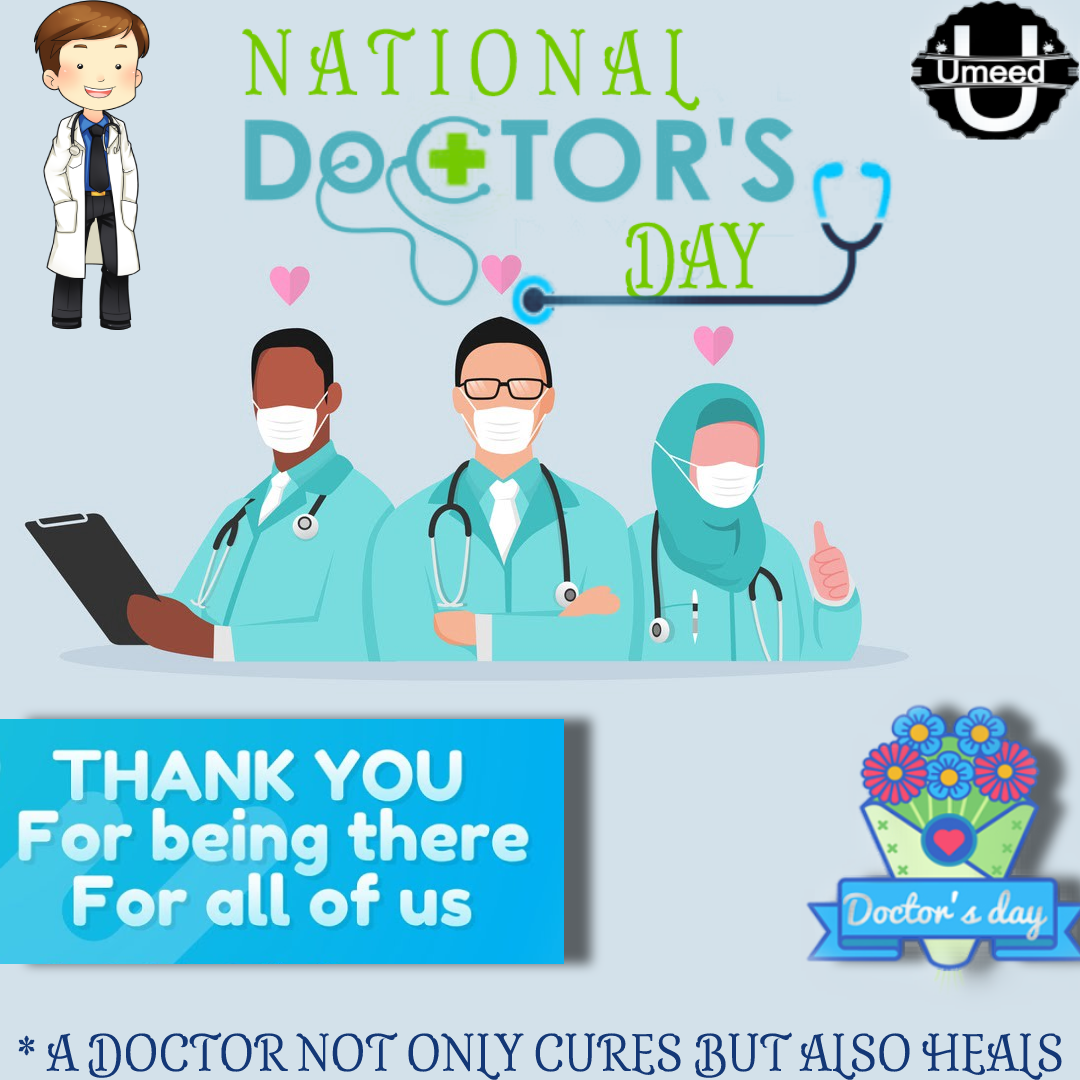 NATIONAL
DOCTOR'S
DAY
U
Umeed
THANK YOU
For being there
For all of us
Doctor's day
* A DOCTOR NOT ONLY CURES BUT ALSO HEALS